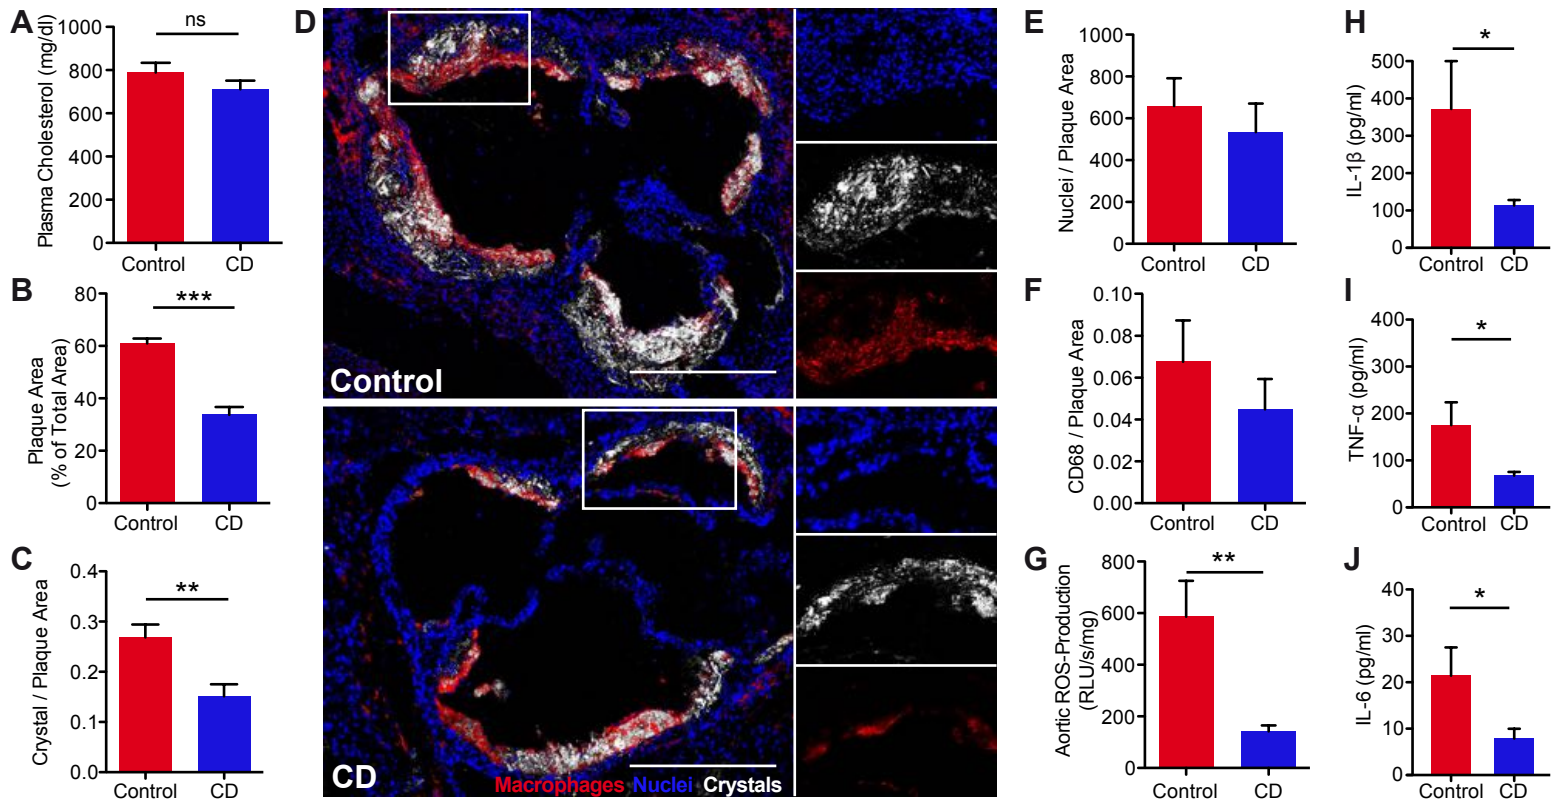 A
Plasma Cholesterol (mg/dl)
1000
800
600
400
200
0
ns
Control CD
B
Plaque Area
(% of Total Area)
80
60
40
20
0
***
Control CD
C
Crystal / Plaque Area
0.4
0.3
0.2
0.1
0.0
**
Control CD
D
Control
CD
Macrophages Nuclei Crystals
E
Nuclei / Plaque Area
1000
800
600
400
200
0
Control CD
F
CD68 / Plaque Area
0.10
0.08
0.06
0.04
0.02
0.00
Control CD
G
Aortic ROS-Production
(RLU/s/mg)
800
600
400
200
0
**
Control CD
H
IL-1β (pg/ml)
500
400
300
200
100
0
*
Control CD
I
TNF-α (pg/ml)
400
300
200
100
0
*
Control CD
J
IL-6 (pg/ml)
40
30
20
10
0
*
Control CD